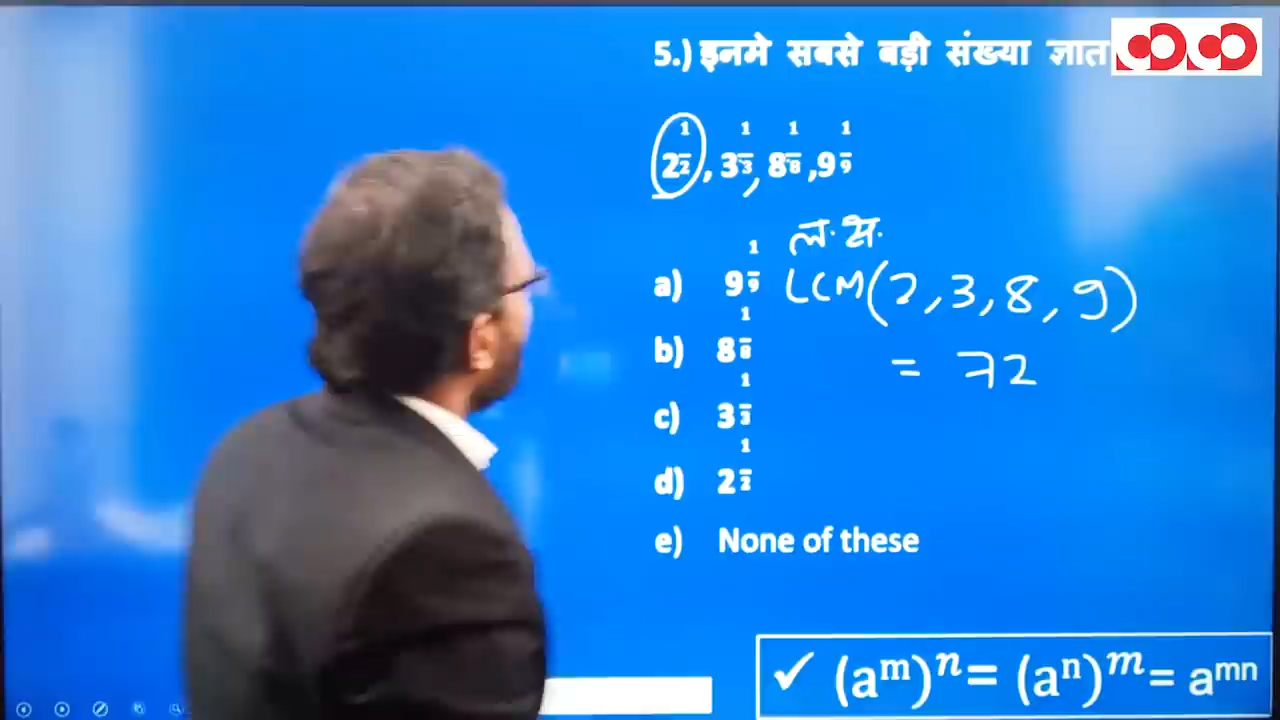 5.) इनमे सबसे बड़ी संख्या ज्ञात
2^(1/2), 3^(1/3), 8^(1/8), 9^(1/9)
ल.स.
a) 9^(1/9) LCM(2,3,8,9)
b) 8^(1/8) = 72
c) 3^(1/3)
d) 2^(1/2)
e) None of these
✓ (a^m)^n = (a^n)^m = a^mn